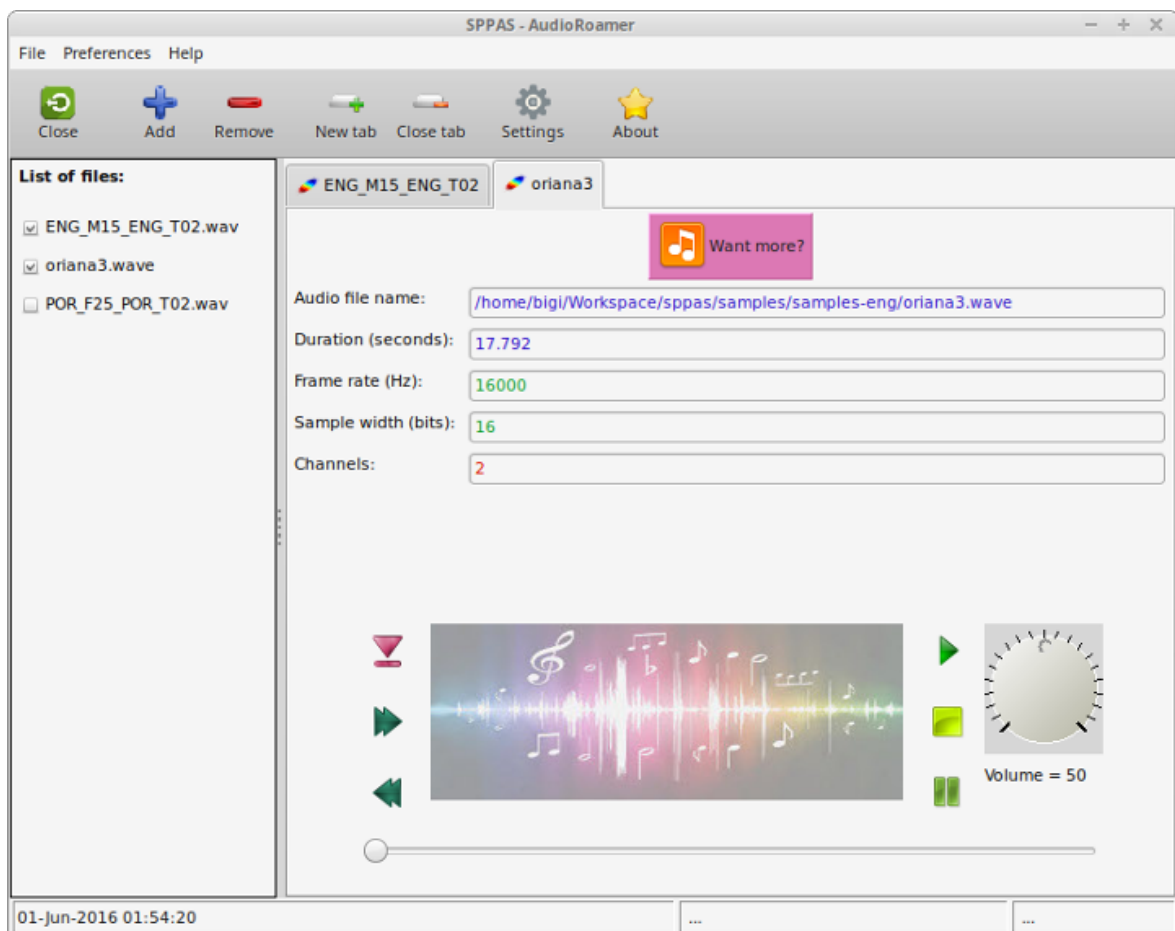 SPPAS - AudioRoamer
File Preferences Help
Close Add Remove New tab Close tab Settings About
List of files:
ENG_M15_ENG_T02.wav
oriana3.wave
POR_F25_POR_T02.wav
ENG_M15_ENG_T02 oriana3
Want more?
Audio file name: /home/bigi/Workspace/sppas/samples/samples-eng/oriana3.wave
Duration (seconds): 17.792
Frame rate (Hz): 16000
Sample width (bits): 16
Channels: 2
Volume = 50
01-Jun-2016 01:54:20 ... ...